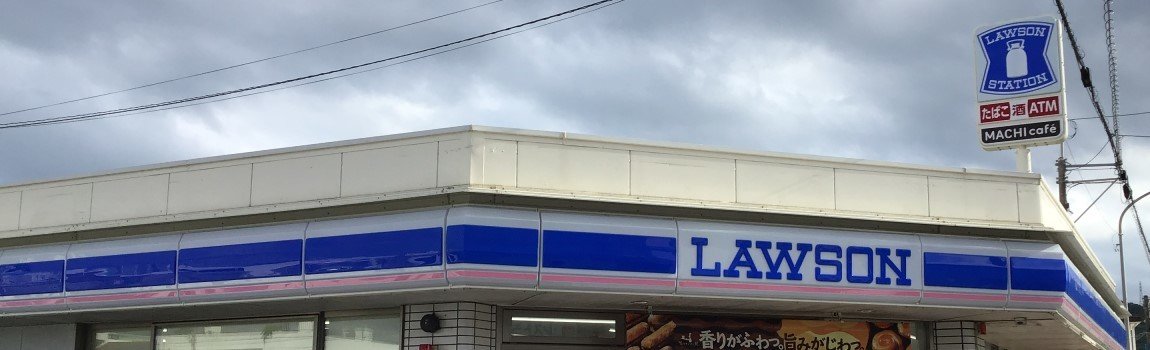 LAWSON
STATION
たばこ 酒 ATM
MACHI café
LAWSON
香りがふわっ。旨みがじわっ。